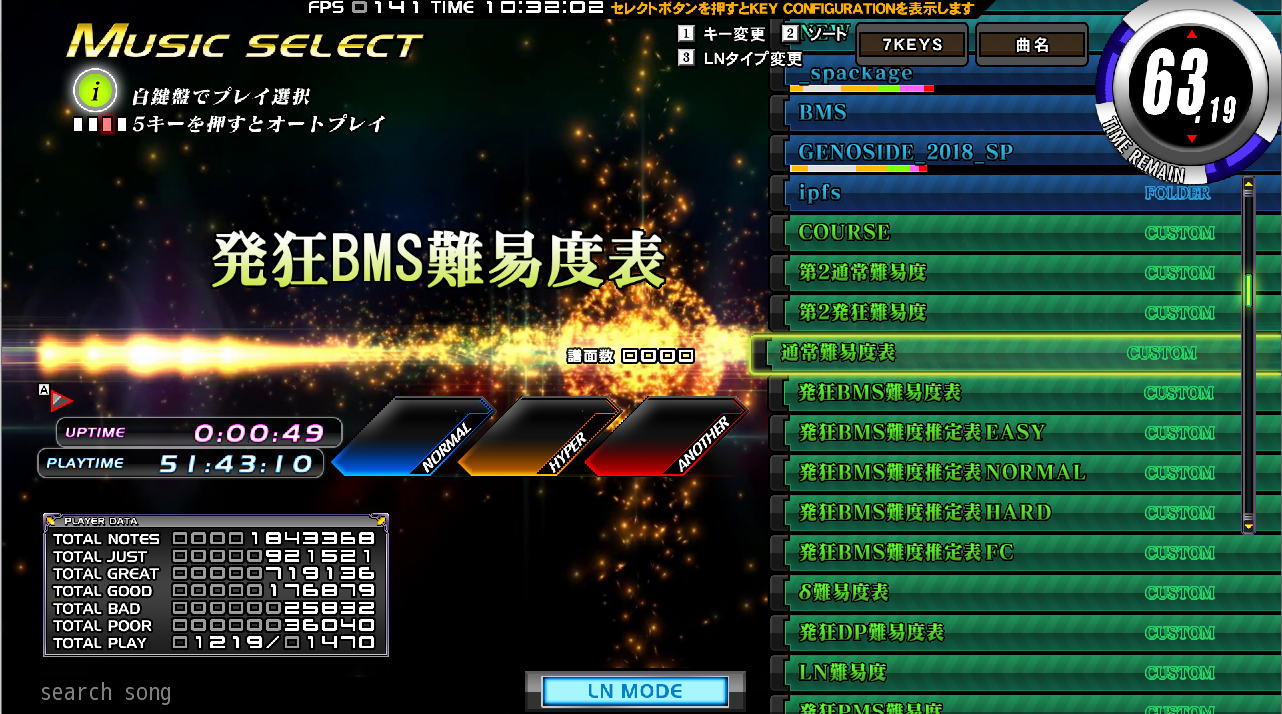 FPS 0141 TIME 10:32:02 セレクトボタンを押すとKEY CONFIGURATIONを表示します
MUSIC SELECT
1 キー変更 2 ソート
7KEYS
曲名
3 LNタイプ変更
i 白鍵盤でプレイ選択
5キーを押すとオートプレイ
63.19
TIME REMAIN
_spackage
BMS
GENOSIDE_2018_SP
ipfs FOLDER
COURSE CUSTOM
第2通常難易度 CUSTOM
第2発狂難易度 CUSTOM
通常難易度表 CUSTOM
発狂BMS難易度表 CUSTOM
発狂BMS難度推定表EASY CUSTOM
発狂BMS難度推定表NORMAL CUSTOM
発狂BMS難度推定表HARD CUSTOM
発狂BMS難度推定表FC CUSTOM
δ難易度表 CUSTOM
発狂DP難易度表 CUSTOM
LN難易度 CUSTOM
発狂PMS難易度 CUSTOM
発狂BMS難易度表
譜面数 0000
A
UPTIME 0:00:49
PLAYTIME 51:43:10
NORMAL
HYPER
ANOTHER
PLAYER DATA
TOTAL NOTES 00001843368
TOTAL JUST 00000921521
TOTAL GREAT 00000719136
TOTAL GOOD 00000176879
TOTAL BAD 00000025832
TOTAL POOR 00000036040
TOTAL PLAY 01219/01470
search song
LN MODE